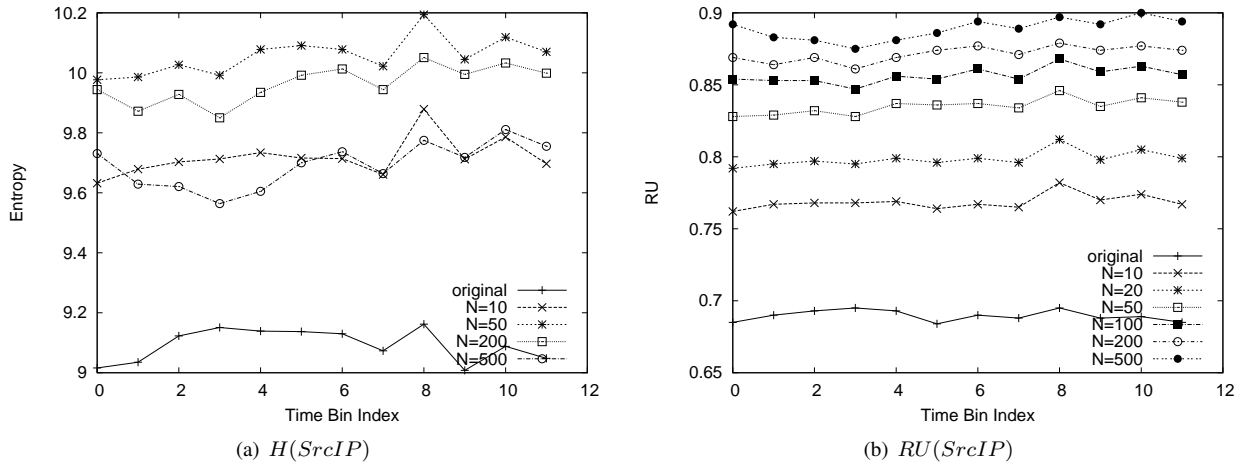 10.2
10
9.8
9.6
9.4
9.2
9
Entropy
original
N=10
N=50
N=200
N=500
0 2 4 6 8 10 12
Time Bin Index
(a) H(SrcIP)
0.9
0.85
0.8
0.75
0.7
0.65
RU
original
N=10
N=20
N=50
N=100
N=200
N=500
0 2 4 6 8 10 12
Time Bin Index
(b) RU(SrcIP)